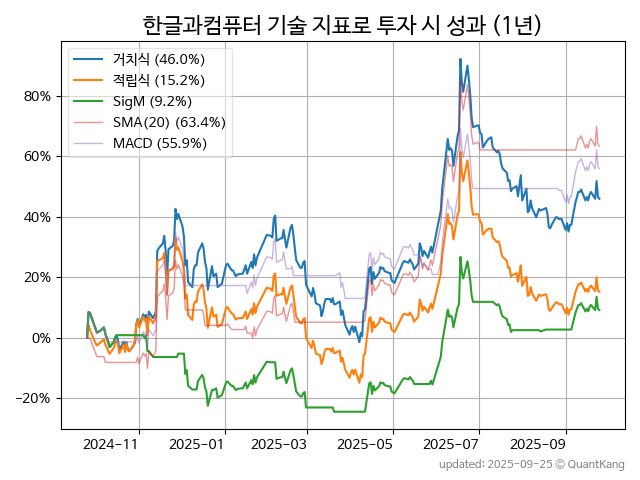 한글과컴퓨터 기술 지표로 투자 시 성과 (1년)
거치식 (46.0%)
적립식 (15.2%)
SigM (9.2%)
SMA(20) (63.4%)
MACD (55.9%)
80%
60%
40%
20%
0%
−20%
2024-11 2025-01 2025-03 2025-05 2025-07 2025-09
updated: 2025-09-25 © QuantKang